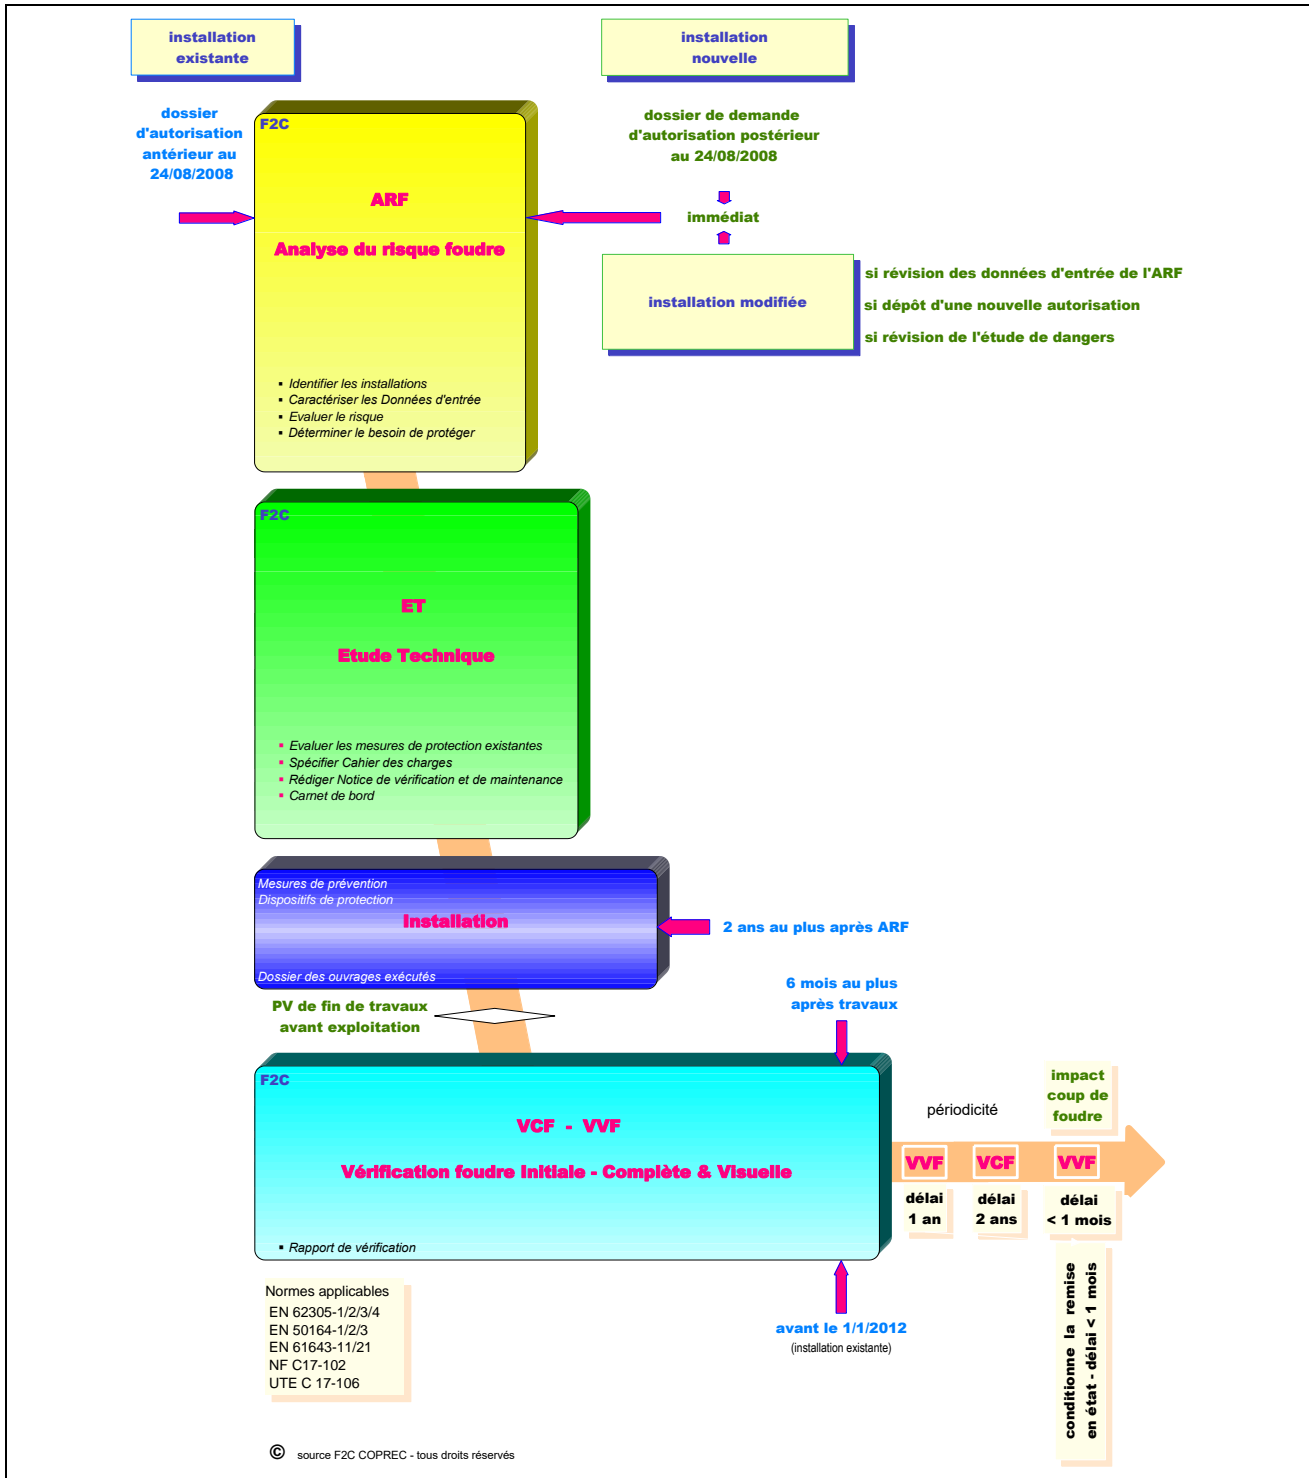 installation
existante
installation
nouvelle
dossier
d'autorisation
antérieur au
24/08/2008
dossier de demande
d'autorisation postérieur
au 24/08/2008
immédiat
installation modifiée
si révision des données d'entrée de l'ARF
si dépôt d'une nouvelle autorisation
si révision de l'étude de dangers
F2C
ARF
Analyse du risque foudre
▪ Identifier les installations
▪ Caractériser les Données d'entrée
▪ Evaluer le risque
▪ Déterminer le besoin de protéger
F2C
ET
Etude Technique
▪ Evaluer les mesures de protection existantes
▪ Spécifier Cahier des charges
▪ Rédiger Notice de vérification et de maintenance
▪ Carnet de bord
Mesures de prévention
Dispositifs de protection
Installation
Dossier des ouvrages exécutés
2 ans au plus après ARF
PV de fin de travaux
avant exploitation
6 mois au plus
après travaux
F2C
VCF - VVF
Vérification foudre Initiale - Complète & Visuelle
▪ Rapport de vérification
périodicité
impact
coup de
foudre
VVF
VCF
VVF
délai
1 an
délai
2 ans
délai
< 1 mois
conditionne la remise
en état - délai < 1 mois
avant le 1/1/2012
(installation existante)
Normes applicables
EN 62305-1/2/3/4
EN 50164-1/2/3
EN 61643-11/21
NF C17-102
UTE C 17-106
© source F2C COPREC - tous droits réservés